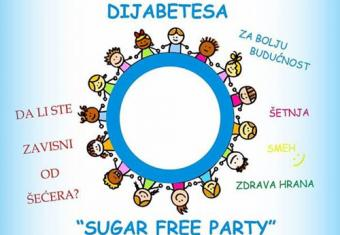 DIJABETESA
ZA BOLJU
BUDUĆNOST
DA LI STE
ZAVISNI
OD
ŠEĆERA?
ŠETNJA
SMEH
ZDRAVA HRANA
"SUGAR FREE PARTY"